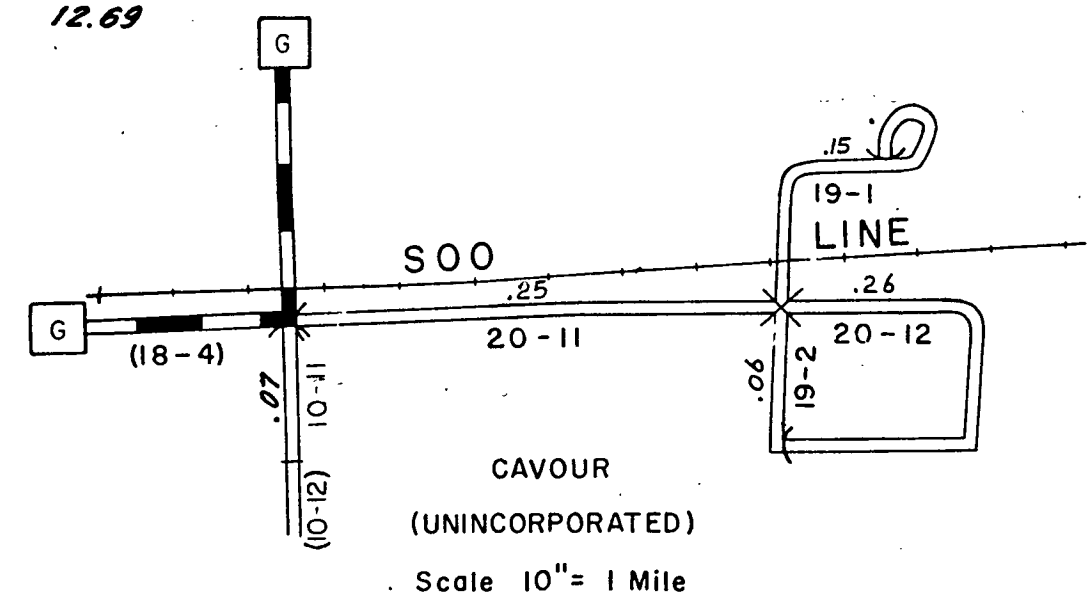 12.69
G
.15
19-1
SOO LINE
.25
.26
G
(18-4)
20-11
20-12
.07
10-11
.06
19-2
(10-12)
CAVOUR
(UNINCORPORATED)
Scale 10"= 1 Mile